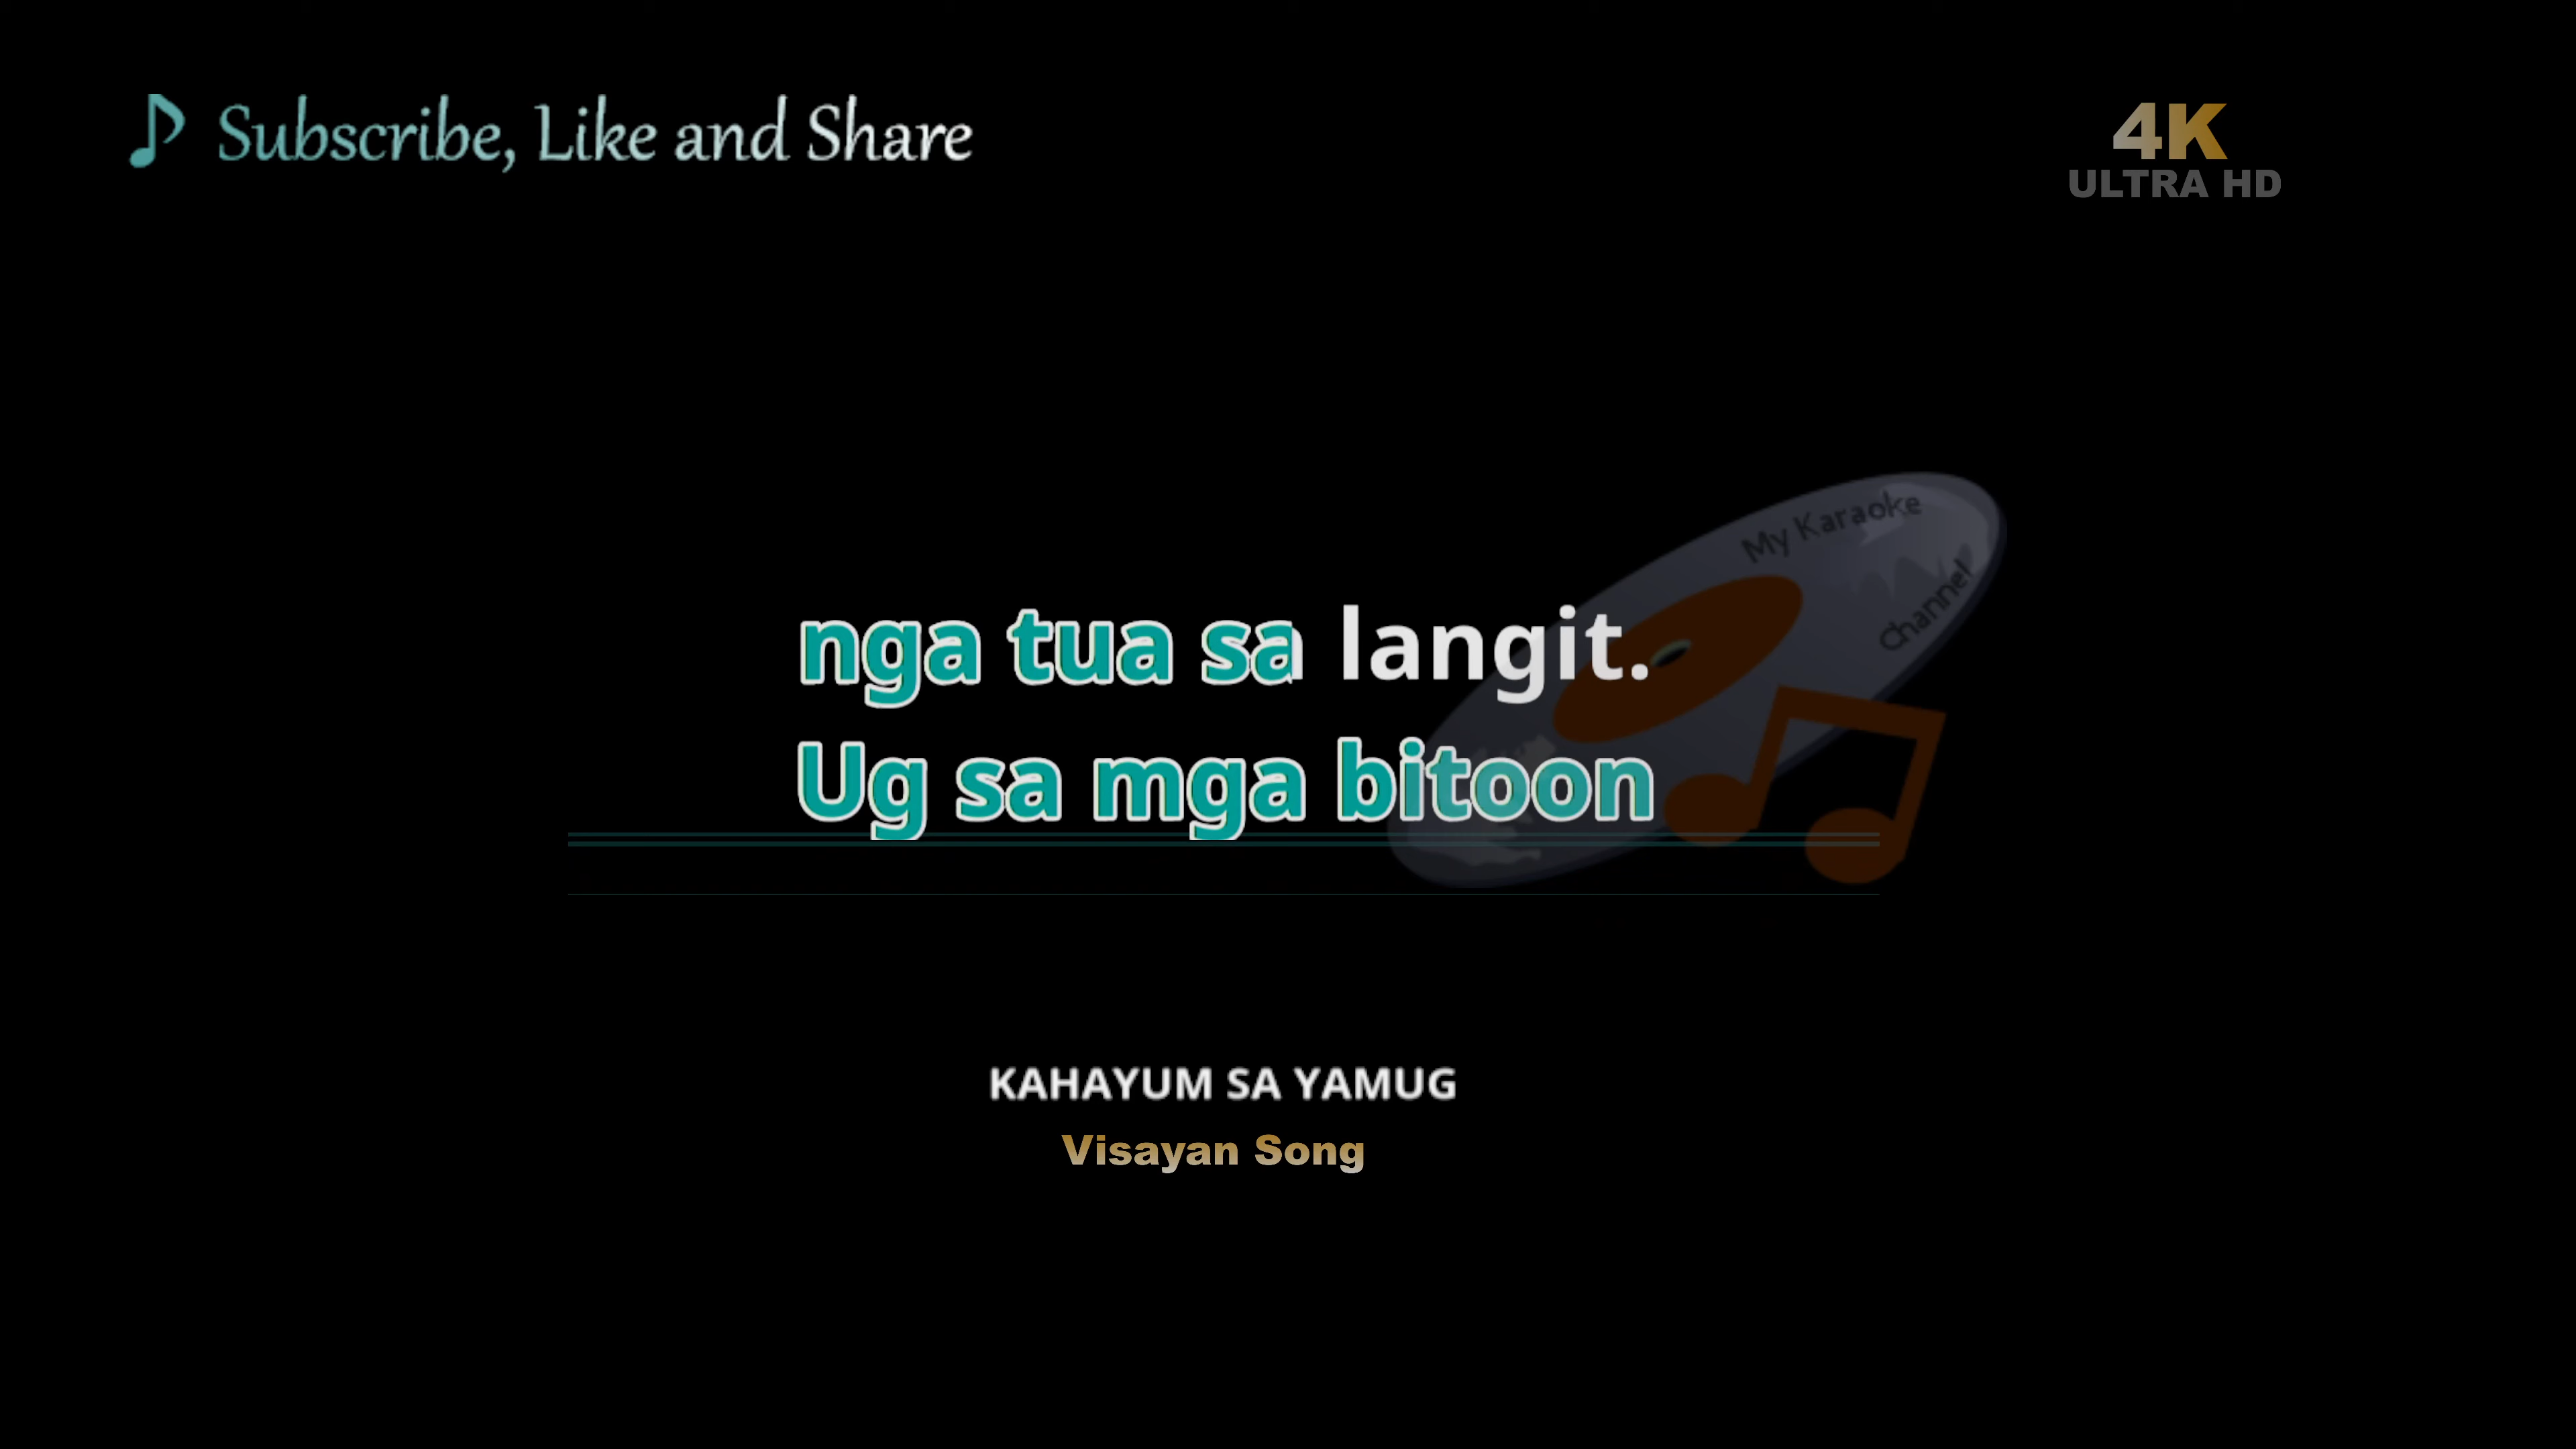 Subscribe, Like and Share
4K
ULTRA HD
My Karaoke
channel
nga tua sa langit.
Ug sa mga bitoon
KAHAYUM SA YAMUG
Visayan Song